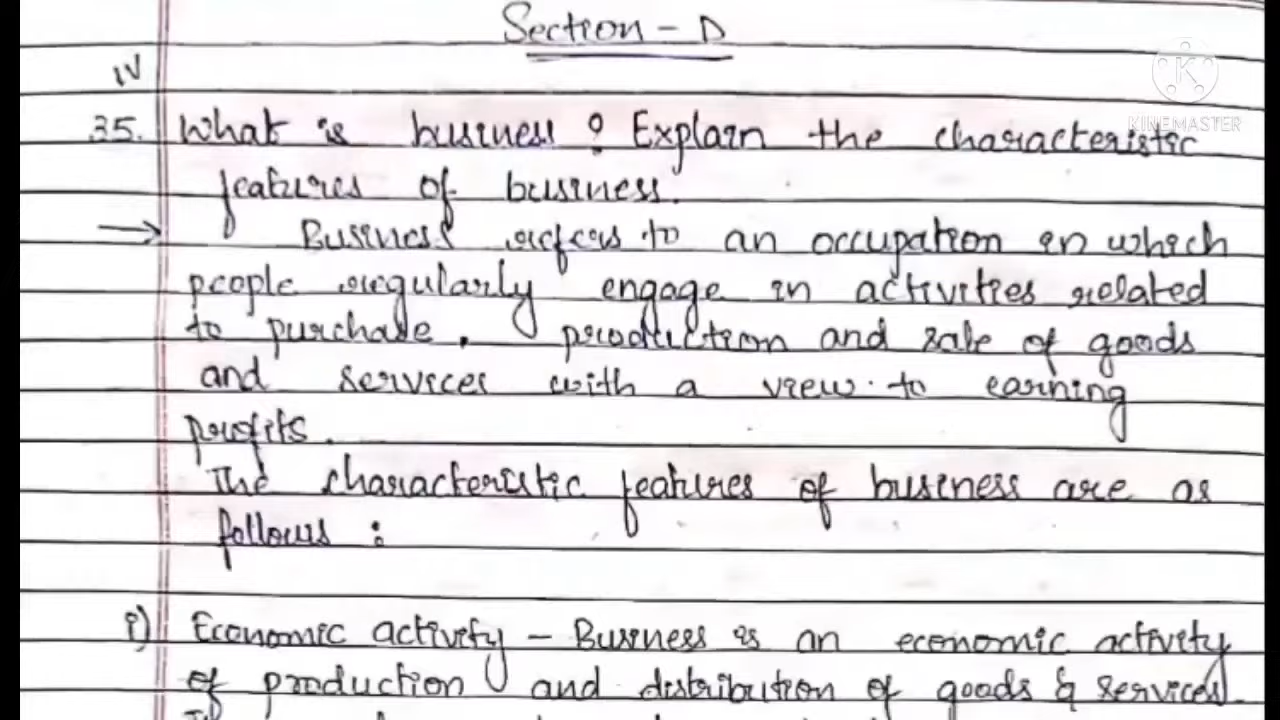 Section - D
IV
35. What is business ? Explain the characteristic
features of business.
→ Business refers to an occupation in which
people regularly engage in activities related
to purchase, production and sale of goods
and services with a view to earning
profits.
The characteristic features of business are as
follows :
i) Economic activity - Business is an economic activity
of production and distribution of goods & services.
KINEMASTER